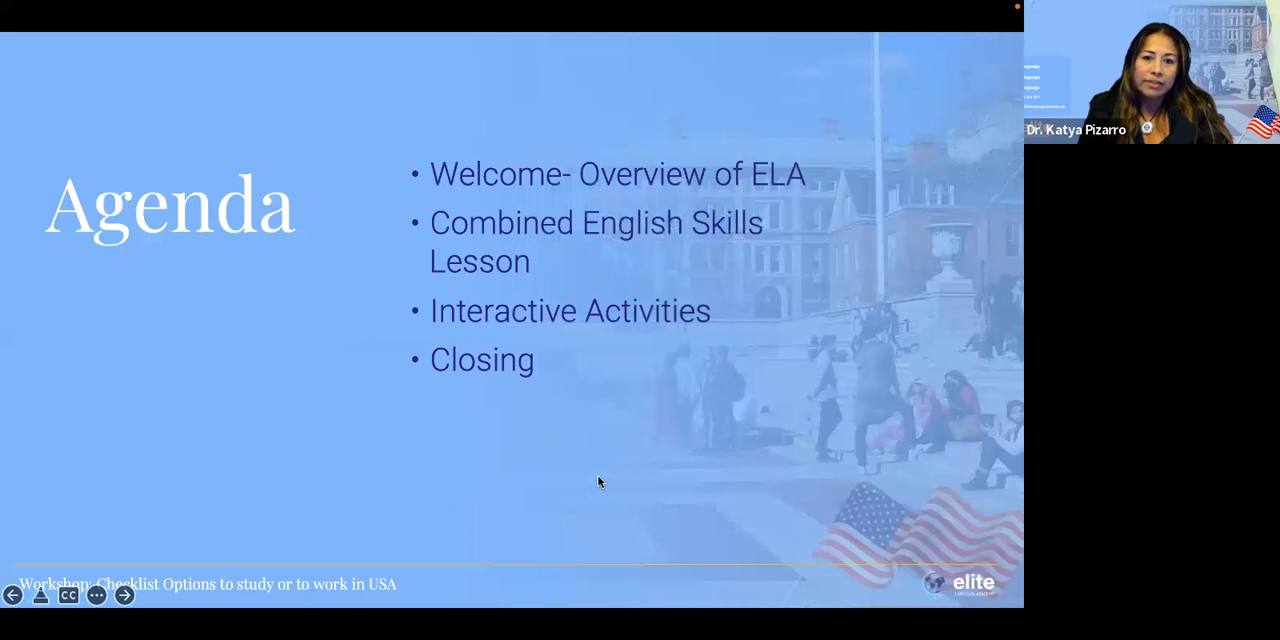 Agenda
• Welcome- Overview of ELA
• Combined English Skills
Lesson
• Interactive Activities
• Closing
Workshop: Checklist Options to study or to work in USA
CC
elite
Dr. Katya Pizarro